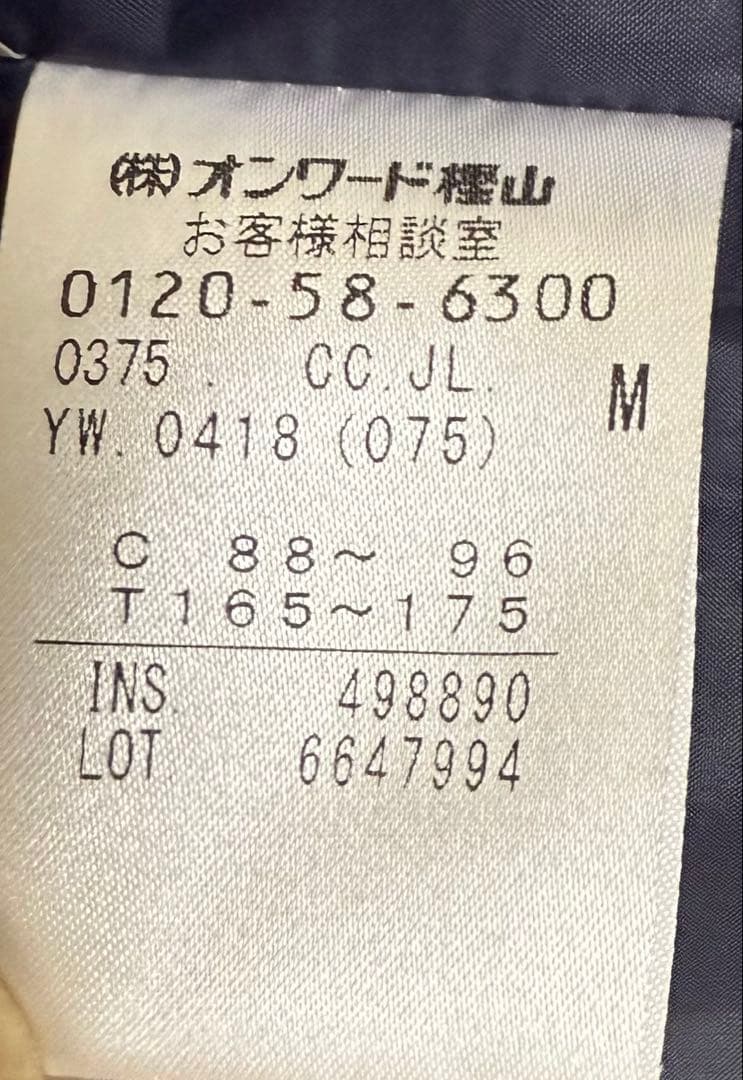 ㈱オンワード樫山
お客様相談室
0120-58-6300
0375. CC.JL. M
YW. 0418 (075)
C 88～ 96
T165～175
INS. 498890
LOT. 6647994